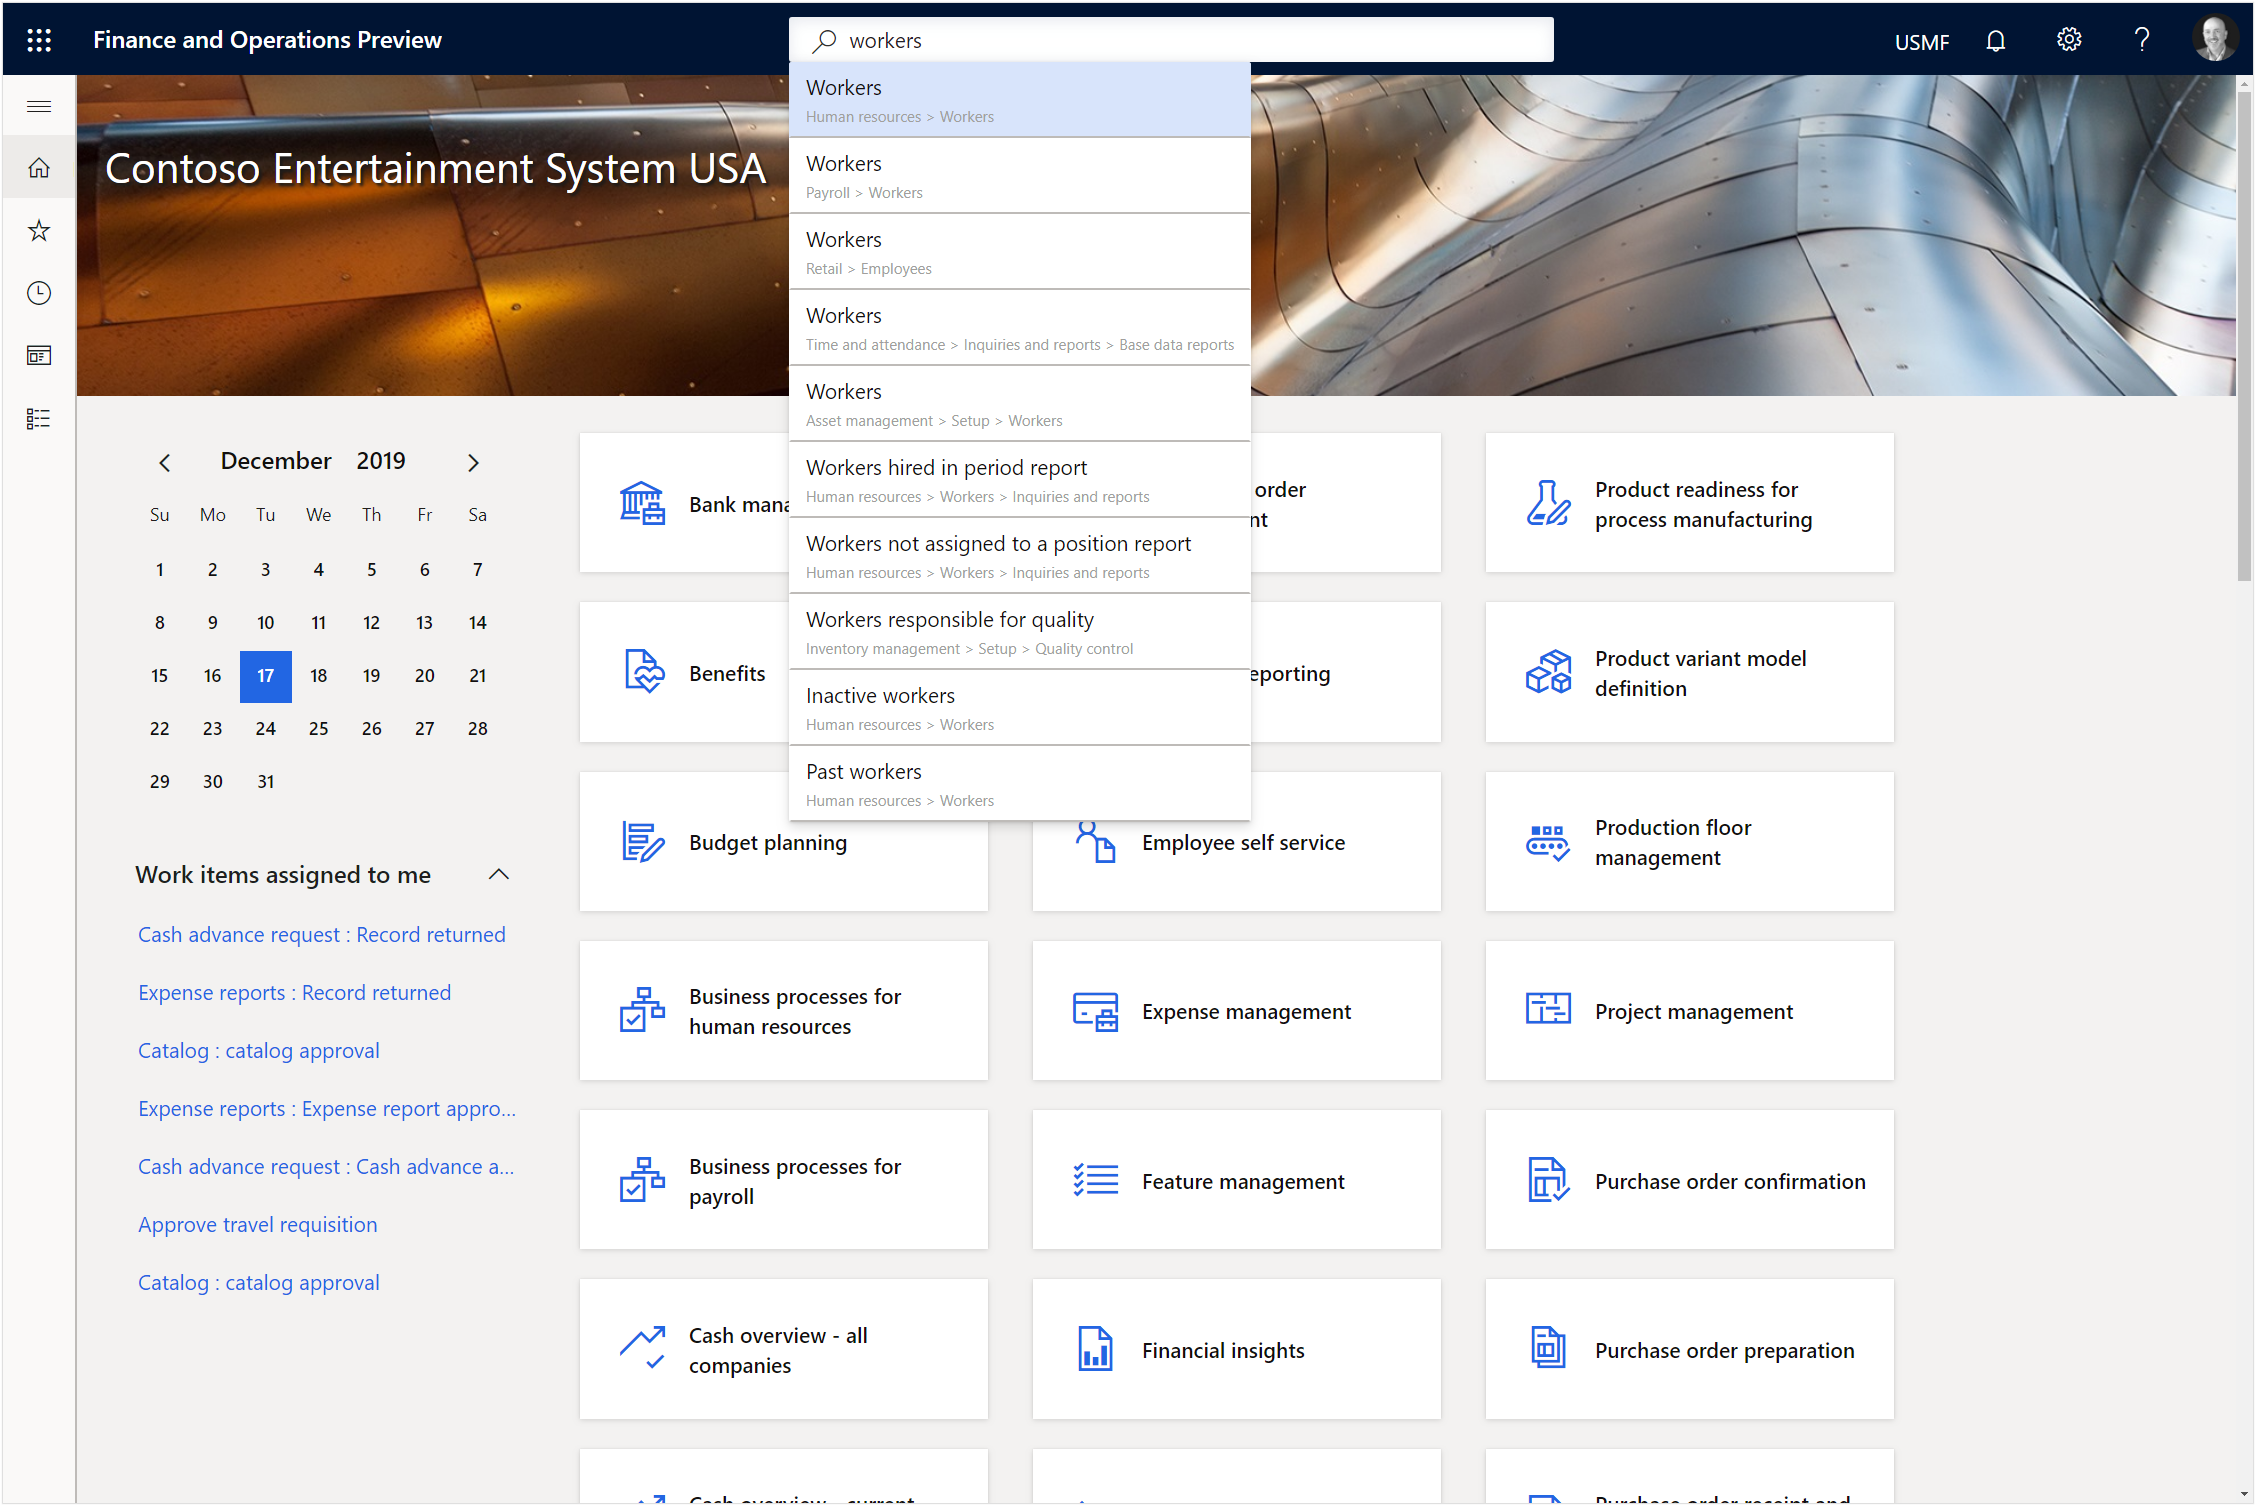 Finance and Operations Preview
workers
USMF
Contoso Entertainment System USA
Workers
Human resources > Workers
Workers
Payroll > Workers
Workers
Retail > Employees
Workers
Time and attendance > Inquiries and reports > Base data reports
Workers
Asset management > Setup > Workers
Workers hired in period report
Human resources > Workers > Inquiries and reports
Workers not assigned to a position report
Human resources > Workers > Inquiries and reports
Workers responsible for quality
Inventory management > Setup > Quality control
Inactive workers
Human resources > Workers
Past workers
Human resources > Workers
December 2019
Su Mo Tu We Th Fr Sa
1 2 3 4 5 6 7
8 9 10 11 12 13 14
15 16 17 18 19 20 21
22 23 24 25 26 27 28
29 30 31
Work items assigned to me
Cash advance request : Record returned
Expense reports : Record returned
Catalog : catalog approval
Expense reports : Expense report appro...
Cash advance request : Cash advance a...
Approve travel requisition
Catalog : catalog approval
Bank mana
order
nt
Product readiness for
process manufacturing
Benefits
eporting
Product variant model
definition
Budget planning
Employee self service
Production floor
management
Business processes for
human resources
Expense management
Project management
Business processes for
payroll
Feature management
Purchase order confirmation
Cash overview - all
companies
Financial insights
Purchase order preparation
Cash overview - current
Purchase order receipt and